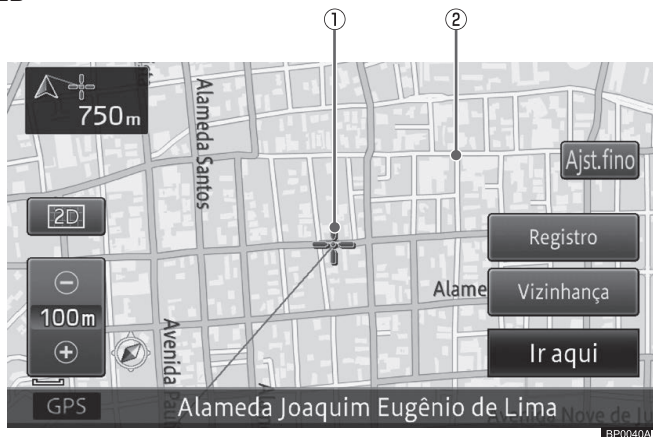 ①
②
750m
Alameda Santos
Ajst.fino
2D
Registro
Vizinhança
100m
Alame
Avenida
Ir aqui
GPS
Alameda Joaquim Eugênio de Lima
BP0040AI